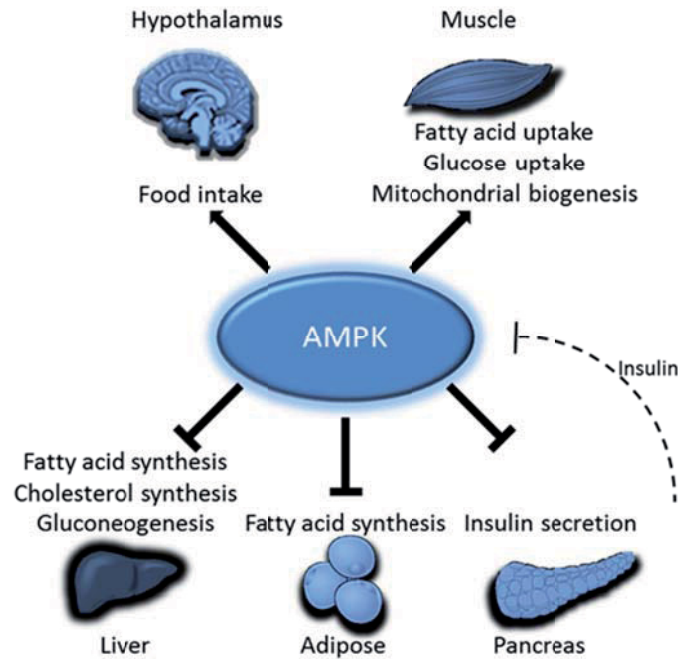 Hypothalamus
Muscle
Fatty acid uptake
Glucose uptake
Food intake
Mitochondrial biogenesis
AMPK
Insulin
Fatty acid synthesis
Cholesterol synthesis
Gluconeogenesis
Fatty acid synthesis
Insulin secretion
Liver
Adipose
Pancreas